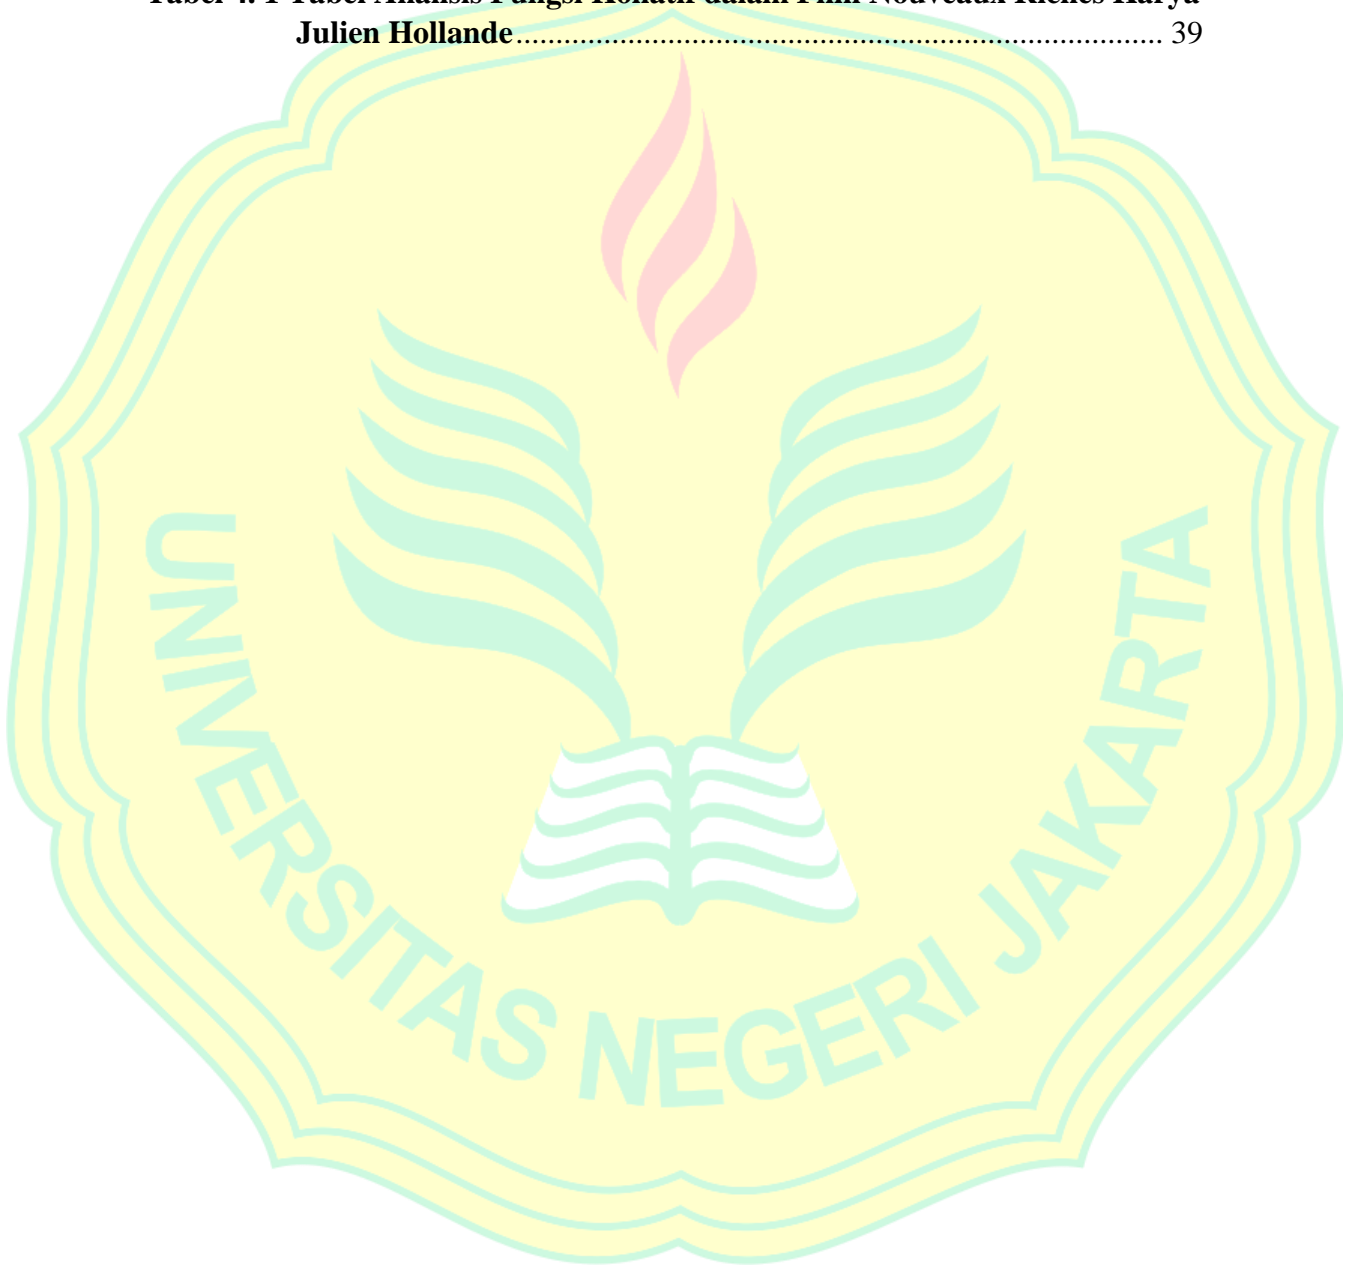 Tabel 4. 1 Tabel Analisis Fungsi Konatif dalam Film Nouveaux Riches Karya
Julien Hollande.................................................................................. 39
UNIVERSITAS NEGERI JAKARTA